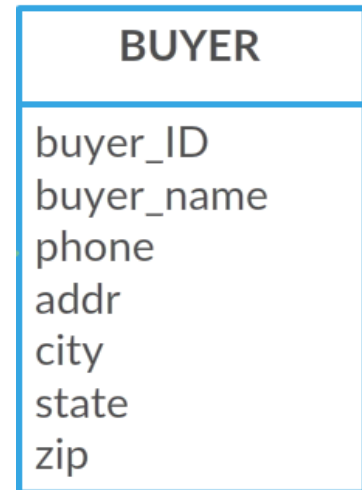 BUYER
buyer_ID
buyer_name
phone
addr
city
state
zip